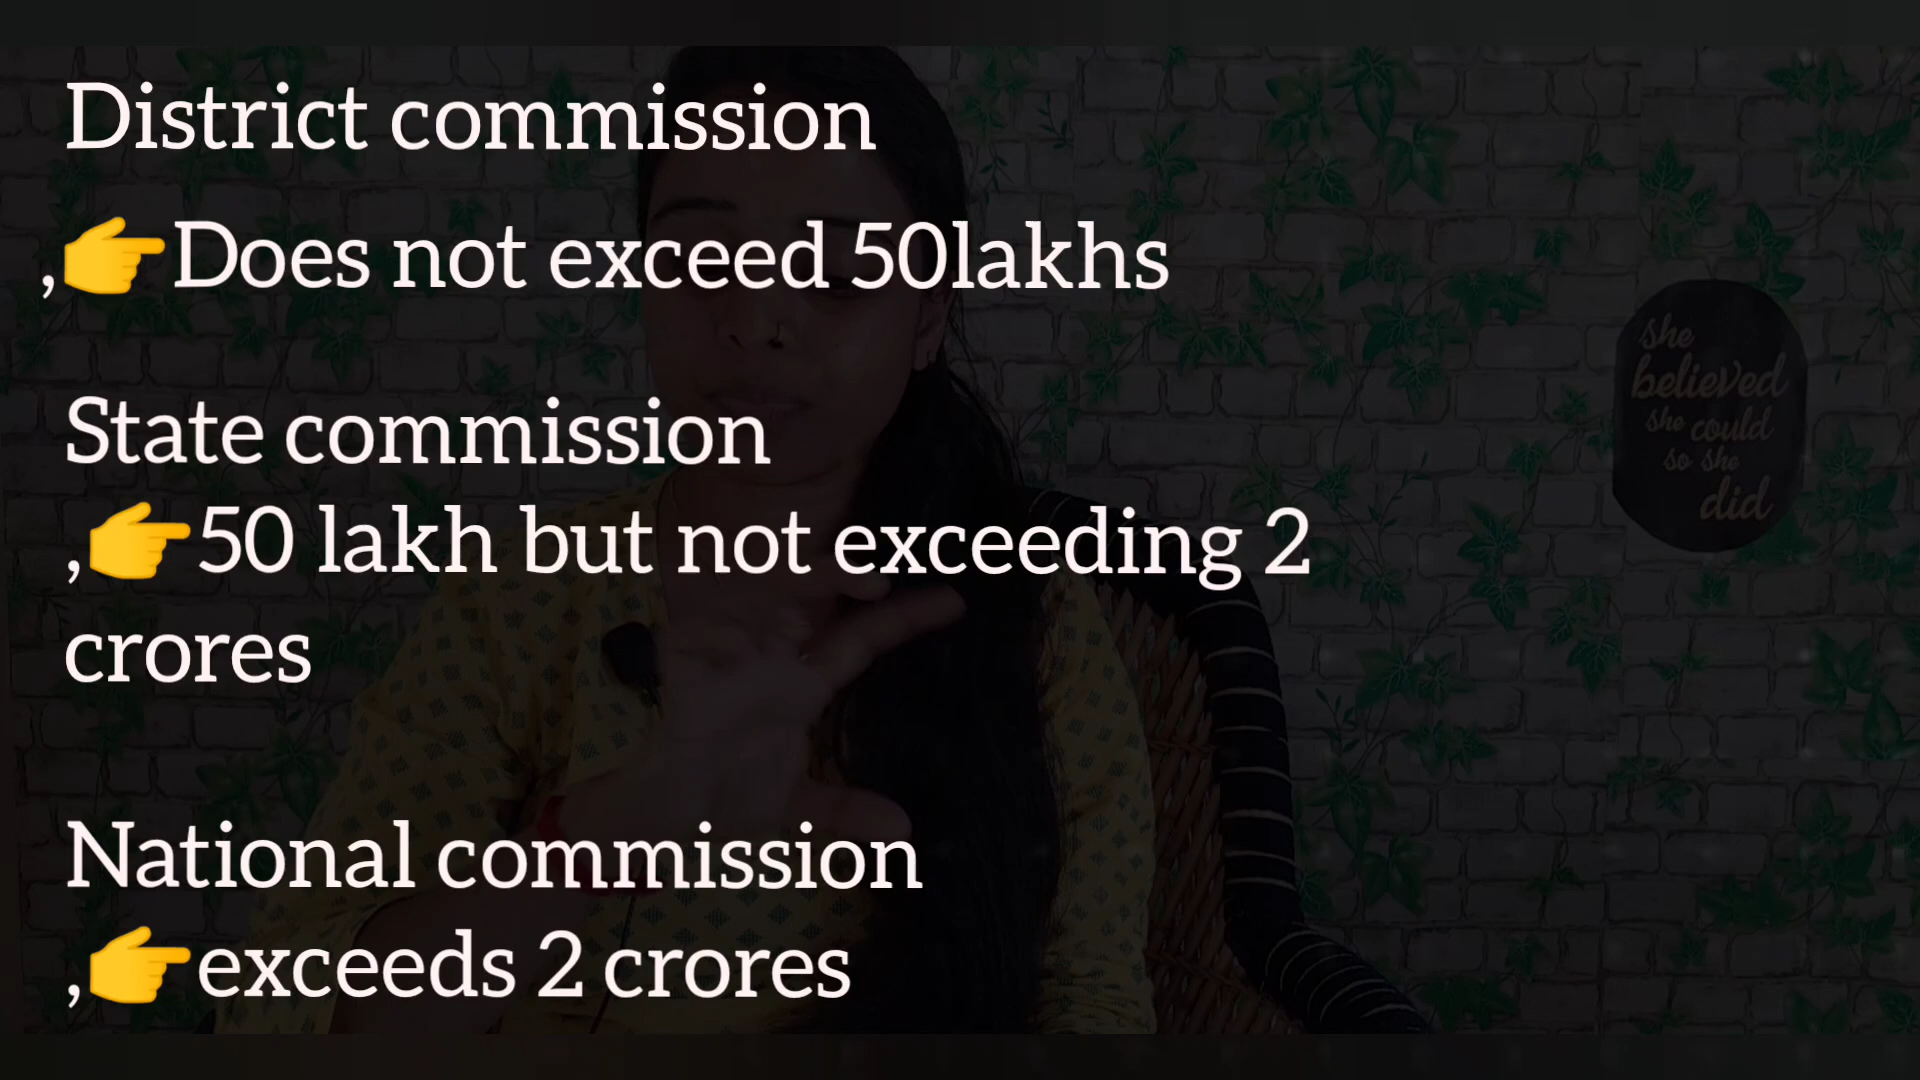 District commission
,👉Does not exceed 50lakhs
State commission
,👉50 lakh but not exceeding 2
crores
National commission
,👉exceeds 2 crores
she
believed
she could
so she
did